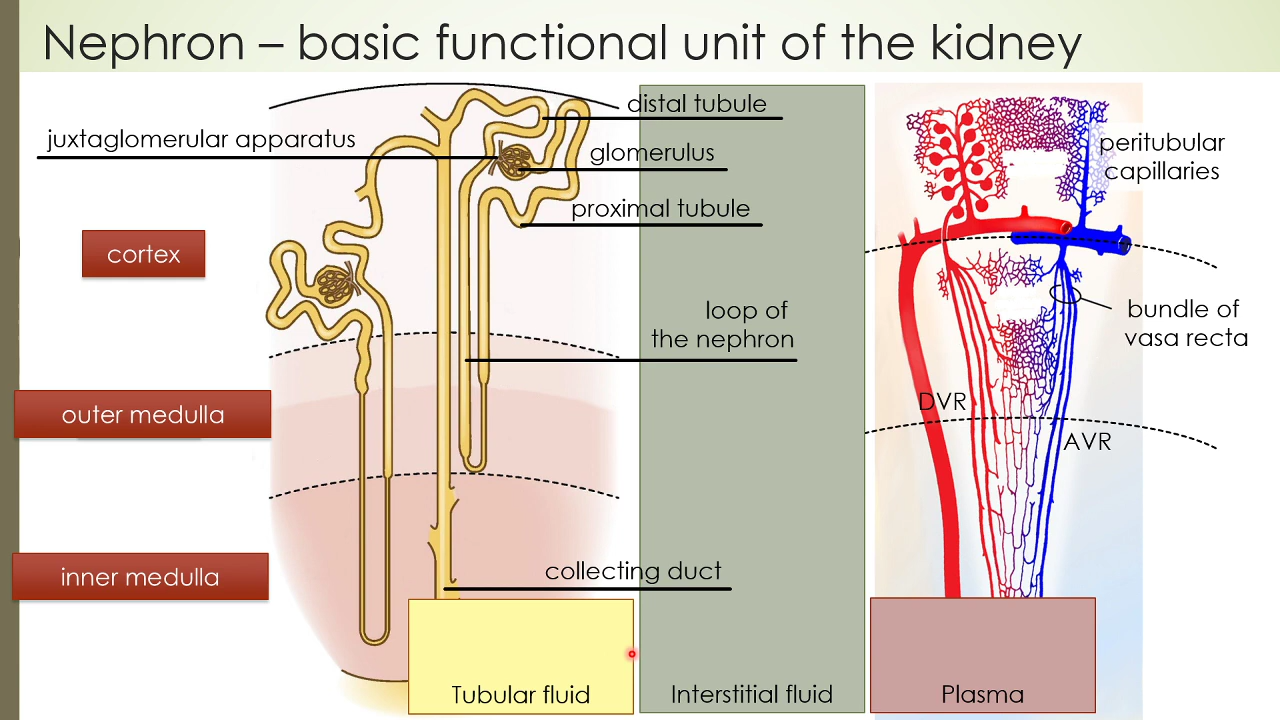 Nephron – basic functional unit of the kidney
distal tubule
juxtaglomerular apparatus
glomerulus
peritubular
capillaries
proximal tubule
cortex
loop of
the nephron
bundle of
vasa recta
outer medulla
DVR
AVR
inner medulla
collecting duct
Tubular fluid
Interstitial fluid
Plasma